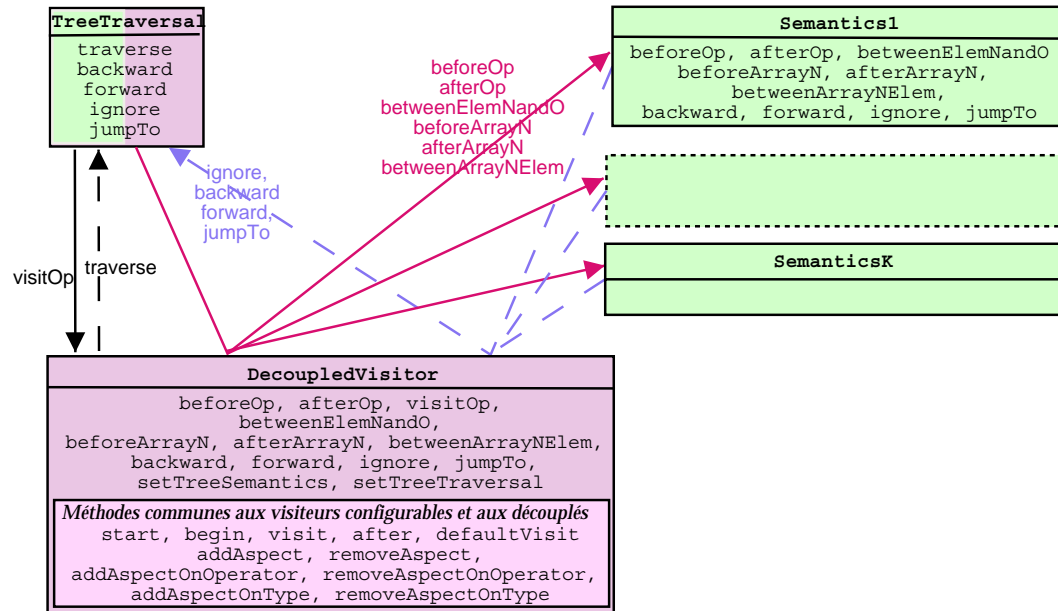 TreeTraversal
traverse
backward
forward
ignore
jumpTo
beforeOp
afterOp
betweenElemNandO
beforeArrayN
afterArrayN
betweenArrayNElem
Semantics1
beforeOp, afterOp, betweenElemNandO
beforeArrayN, afterArrayN,
betweenArrayNElem,
backward, forward, ignore, jumpTo
ignore,
backward
forward,
jumpTo
visitOp
traverse
SemanticsK
DecoupledVisitor
beforeOp, afterOp, visitOp,
betweenElemNandO,
beforeArrayN, afterArrayN, betweenArrayNElem,
backward, forward, ignore, jumpTo,
setTreeSemantics, setTreeTraversal
Méthodes communes aux visiteurs configurables et aux découplés
start, begin, visit, after, defaultVisit
addAspect, removeAspect,
addAspectOnOperator, removeAspectOnOperator,
addAspectOnType, removeAspectOnType